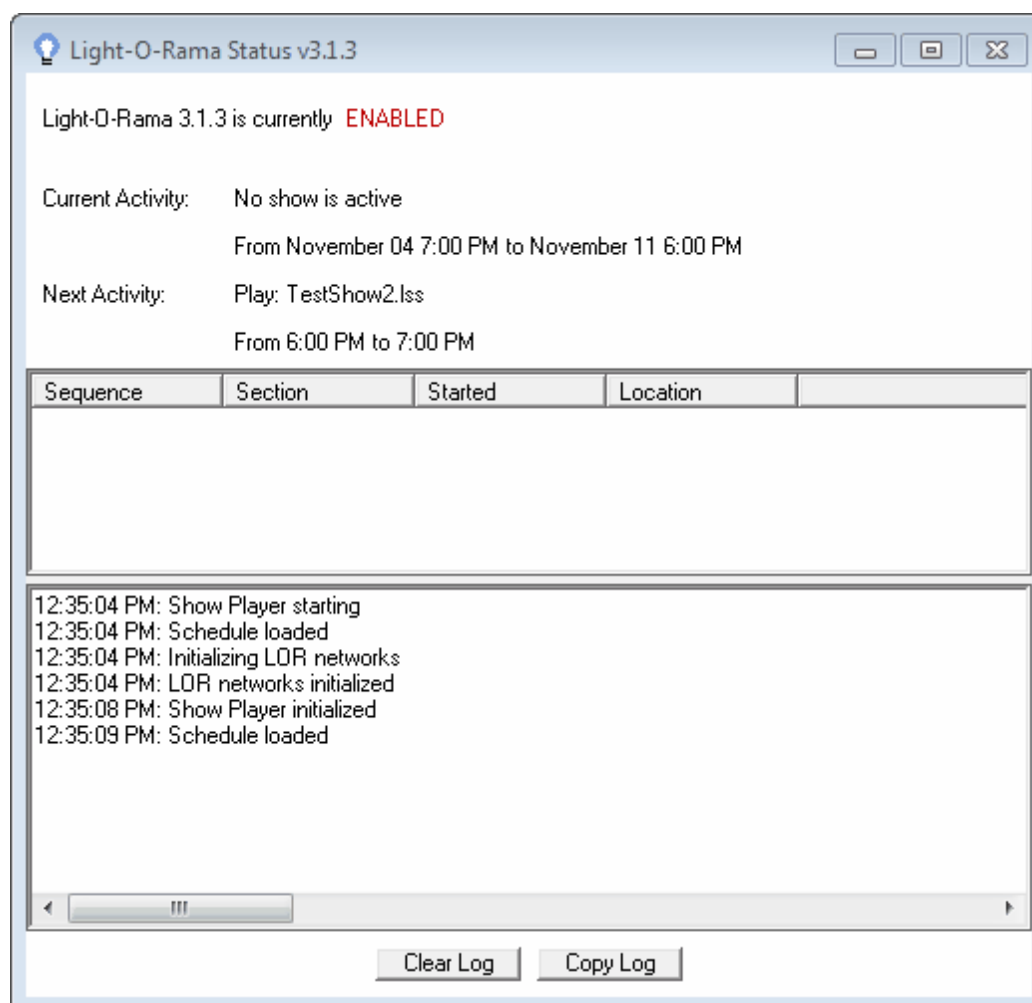 Light-O-Rama Status v3.1.3
Light-O-Rama 3.1.3 is currently ENABLED
Current Activity: No show is active
From November 04 7:00 PM to November 11 6:00 PM
Next Activity: Play: TestShow2.lss
From 6:00 PM to 7:00 PM
Sequence Section Started Location
12:35:04 PM: Show Player starting
12:35:04 PM: Schedule loaded
12:35:04 PM: Initializing LOR networks
12:35:04 PM: LOR networks initialized
12:35:08 PM: Show Player initialized
12:35:09 PM: Schedule loaded
Clear Log Copy Log